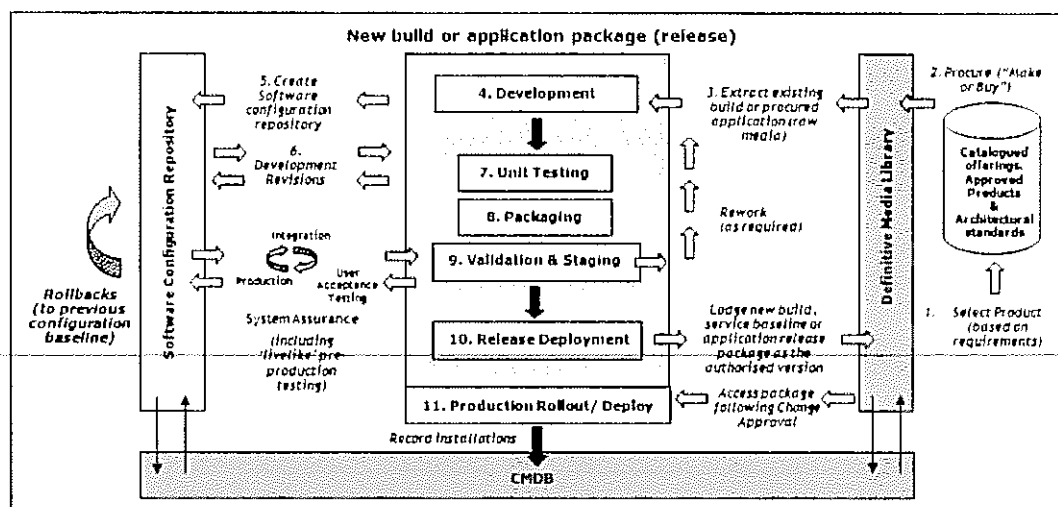 New build or application package (release)
5. Create
Software
configuration
repository
6.
Development
Revisions
Software Configuration Repository
Rollbacks
(to previous
configuration
baseline)
Integration
Production
User
Acceptance
Testing
System Assurance
(Including
'livelike' pre-
production
testing)
4. Development
7. Unit Testing
8. Packaging
9. Validation & Staging
10. Release Deployment
11. Production Rollout/ Deploy
Record Installations
CMDB
3. Extract existing
build or procured
application (raw
media)
Rework
(as required)
Lodge new build,
service baseline or
application release
package as the
authorised version
Access package
following Change
Approval
Definitive Media Library
2. Procure ("Make
or Buy")
Catalogued
offerings,
Approved
Products
&
Architectural
standards
1. Select Product
(based on
requirements)